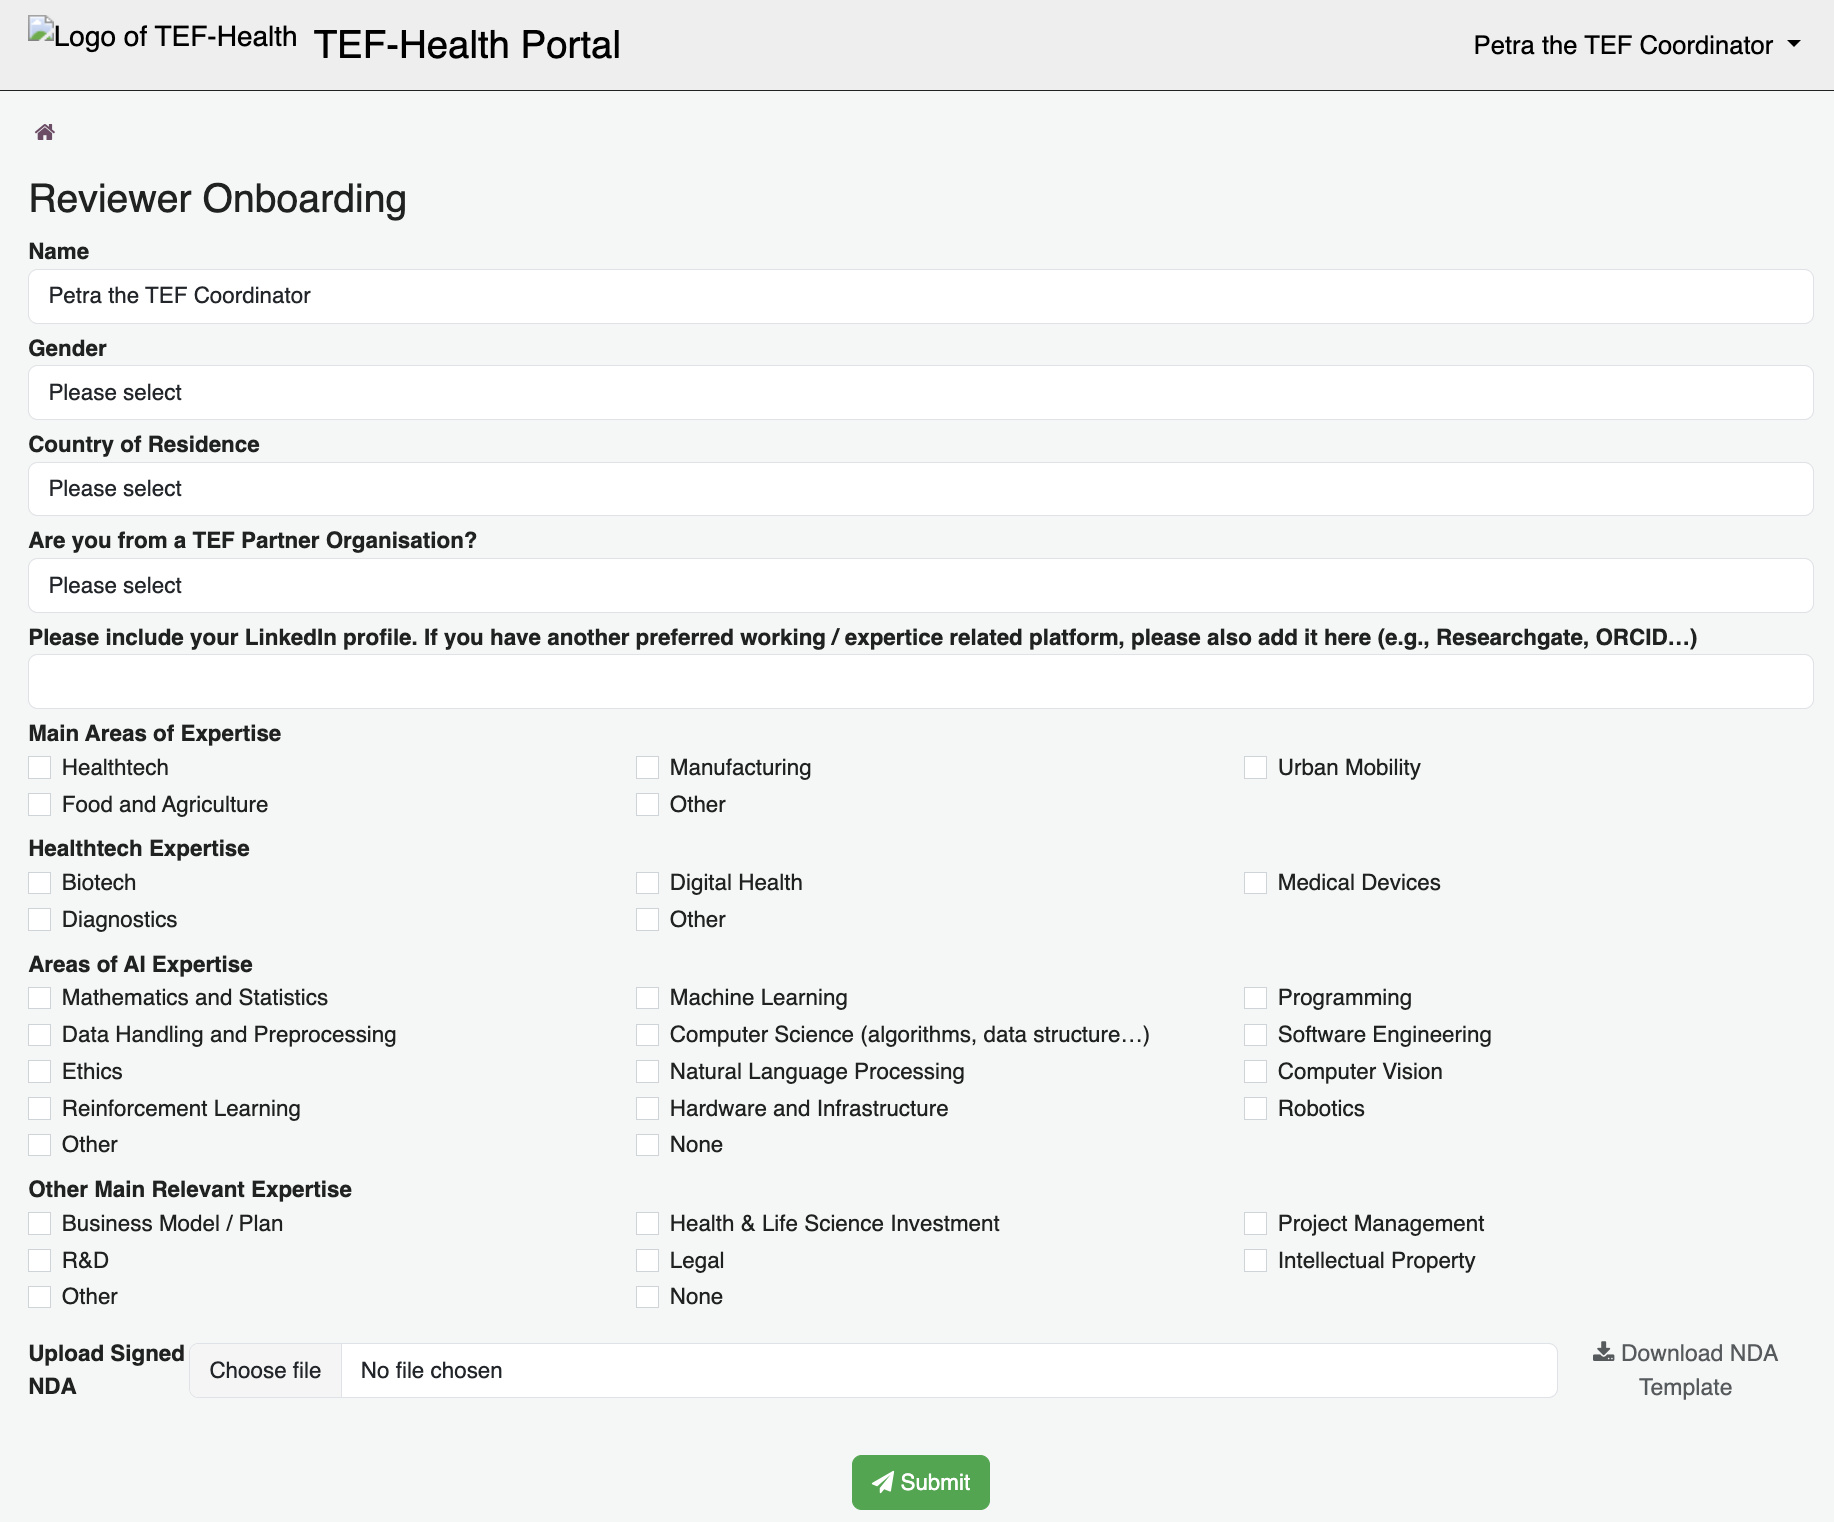 Logo of TEF-Health TEF-Health Portal Petra the TEF Coordinator
Reviewer Onboarding
Name
Petra the TEF Coordinator
Gender
Please select
Country of Residence
Please select
Are you from a TEF Partner Organisation?
Please select
Please include your LinkedIn profile. If you have another preferred working / expertice related platform, please also add it here (e.g., Researchgate, ORCID...)
Main Areas of Expertise
Healthtech Manufacturing Urban Mobility
Food and Agriculture Other
Healthtech Expertise
Biotech Digital Health Medical Devices
Diagnostics Other
Areas of AI Expertise
Mathematics and Statistics Machine Learning Programming
Data Handling and Preprocessing Computer Science (algorithms, data structure...) Software Engineering
Ethics Natural Language Processing Computer Vision
Reinforcement Learning Hardware and Infrastructure Robotics
Other None
Other Main Relevant Expertise
Business Model / Plan Health & Life Science Investment Project Management
R&D Legal Intellectual Property
Other None
Upload Signed
NDA
Choose file No file chosen
Download NDA
Template
Submit